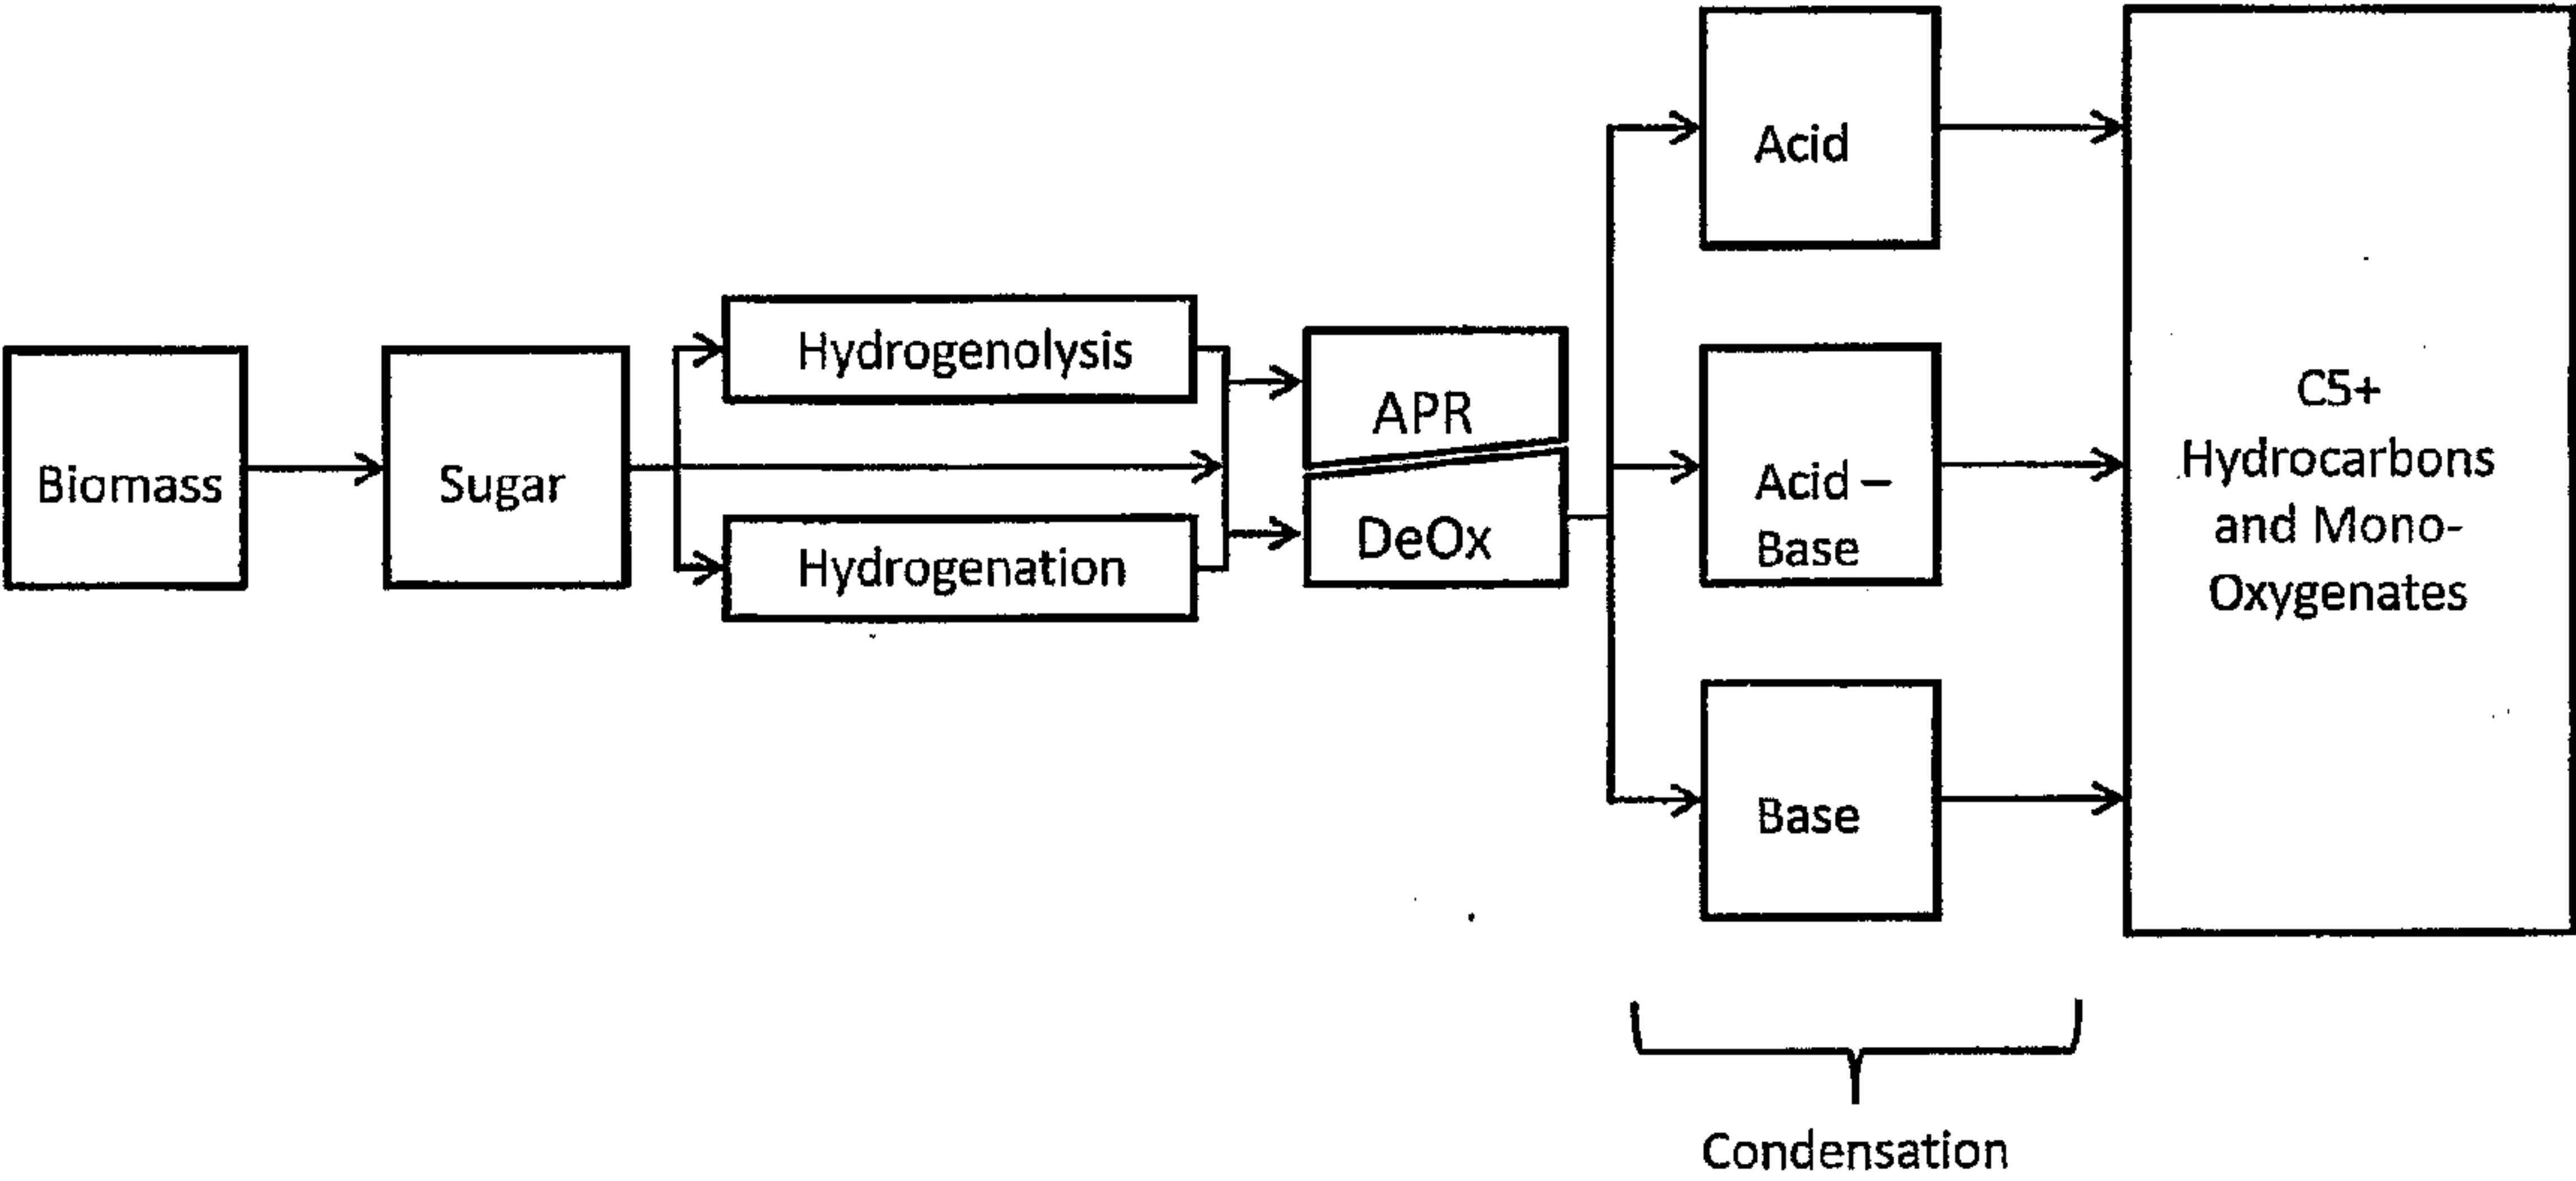 Biomass
Sugar
Hydrogenolysis
Hydrogenation
APR
DeOx
Acid
Acid –
Base
Base
C5+
Hydrocarbons
and Mono-
Oxygenates
Condensation